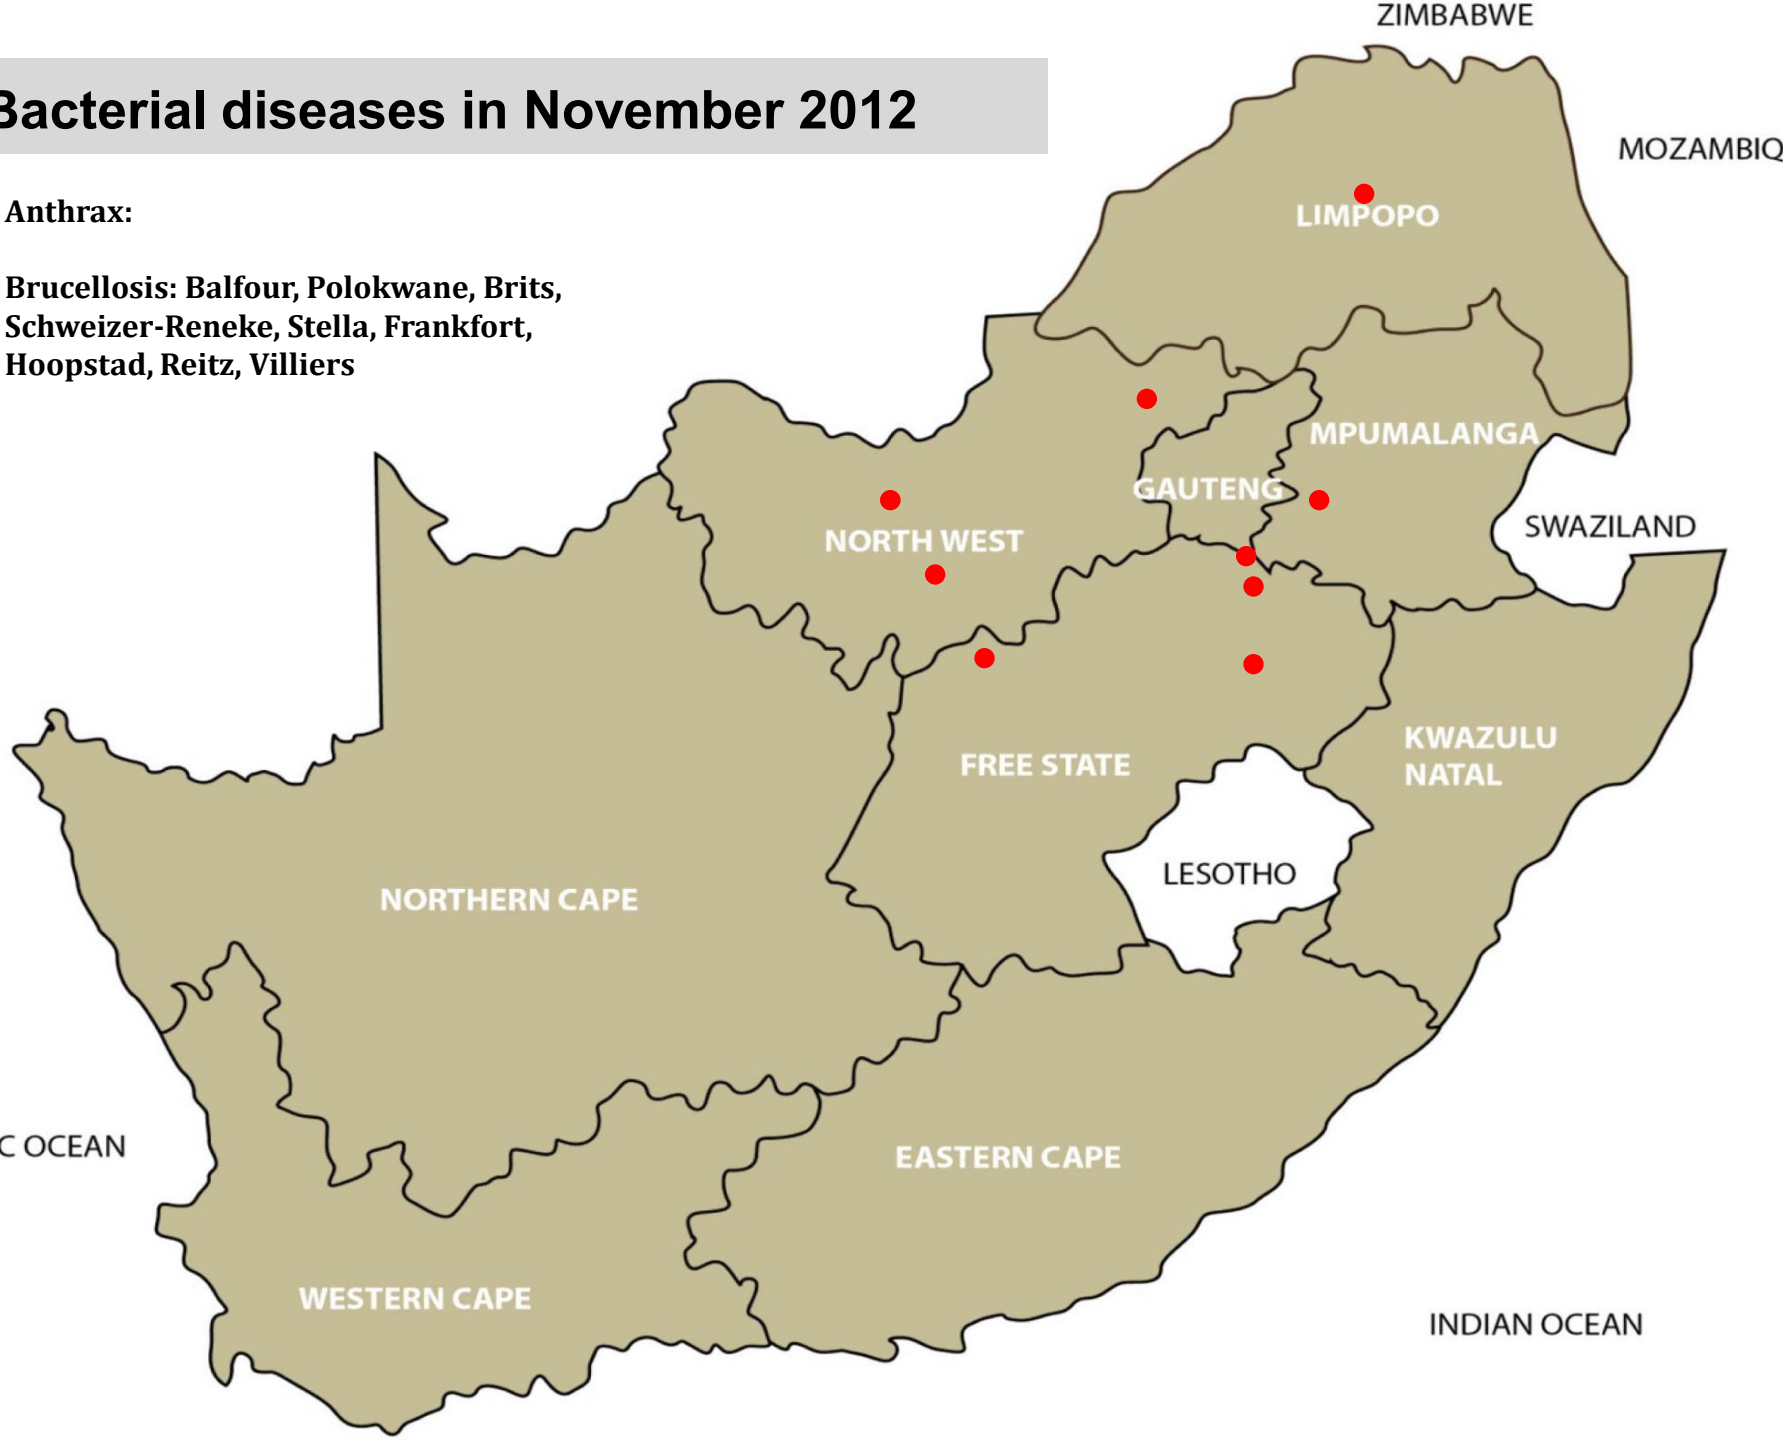 ZIMBABWE
Bacterial diseases in November 2012
MOZAMBIQ
Anthrax:
LIMPOPO
Brucellosis: Balfour, Polokwane, Brits,
Schweizer-Reneke, Stella, Frankfort,
Hoopstad, Reitz, Villiers
MPUMALANGA
GAUTENG
SWAZILAND
NORTH WEST
KWAZULU
NATAL
FREE STATE
LESOTHO
NORTHERN CAPE
C OCEAN
EASTERN CAPE
WESTERN CAPE
INDIAN OCEAN